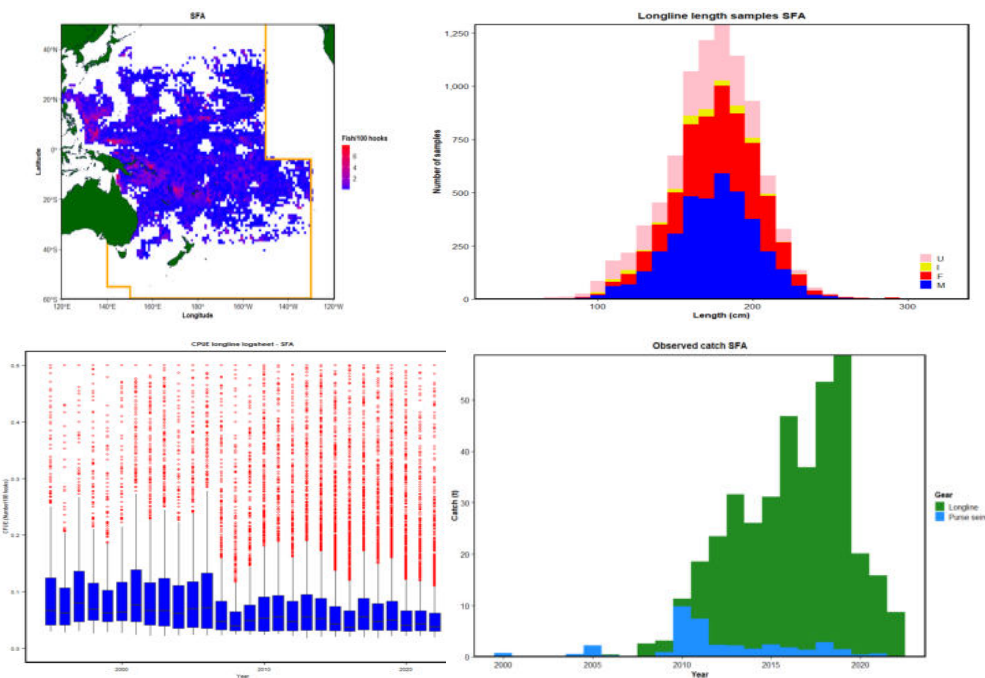 SFA
40°N
20°N
0°
20°S
40°S
60°S
120°E
140°E
160°E
180°
160°W
140°W
120°W
Latitude
Longitude
Fish/100 hooks
6
4
2
Longline length samples SFA
1,250
1,000
750
500
250
0
100
200
300
Number of samples
Length (cm)
U
I
F
M
CPUE longline logsheet - SFA
0.5
0.4
0.3
0.2
0.1
0.0
2000
2010
2020
CPUE (Number/100 hooks)
Year
Observed catch SFA
50
40
30
20
10
0
2000
2005
2010
2015
2020
Catch (t)
Year
Gear
Longline
Purse sein